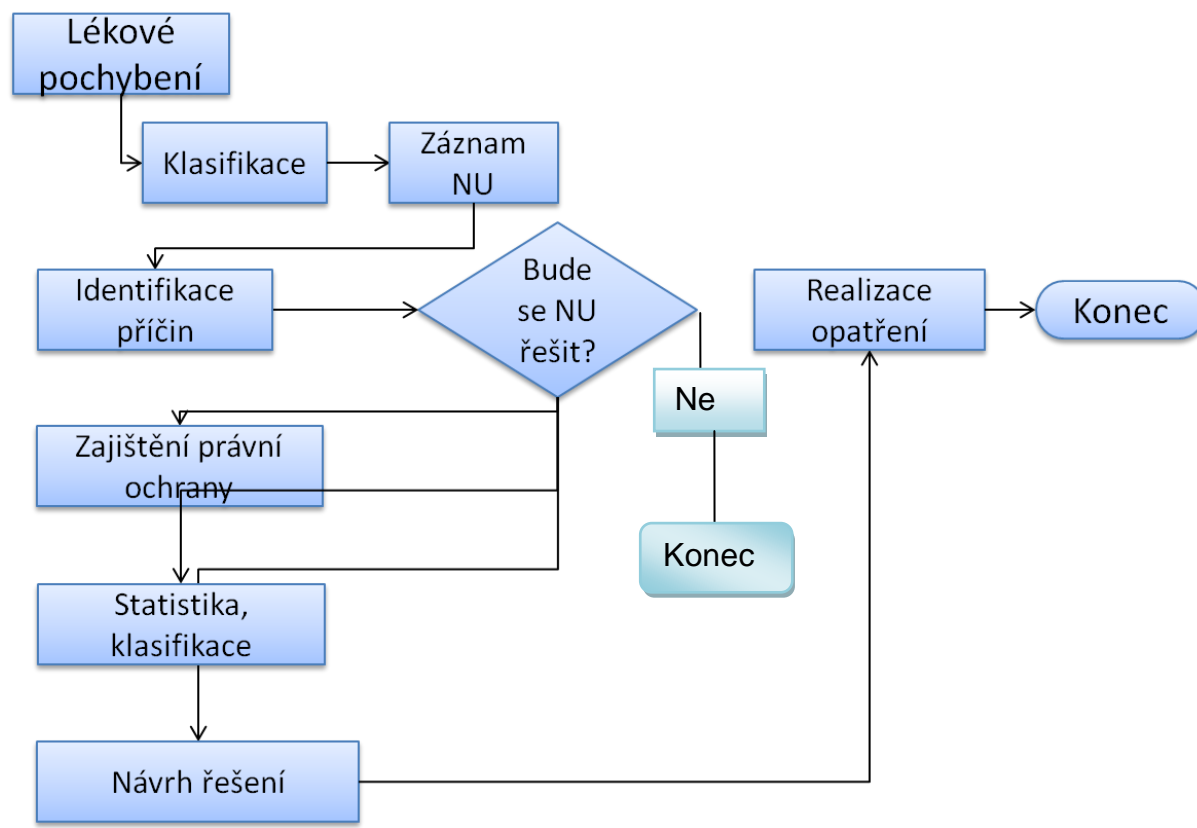 Lékové
pochybení
Klasifikace
Záznam
NU
Identifikace
příčin
Bude
se NU
řešit?
Realizace
opatření
Konec
Ne
Zajištění právní
ochrany
Konec
Statistika,
klasifikace
Návrh řešení